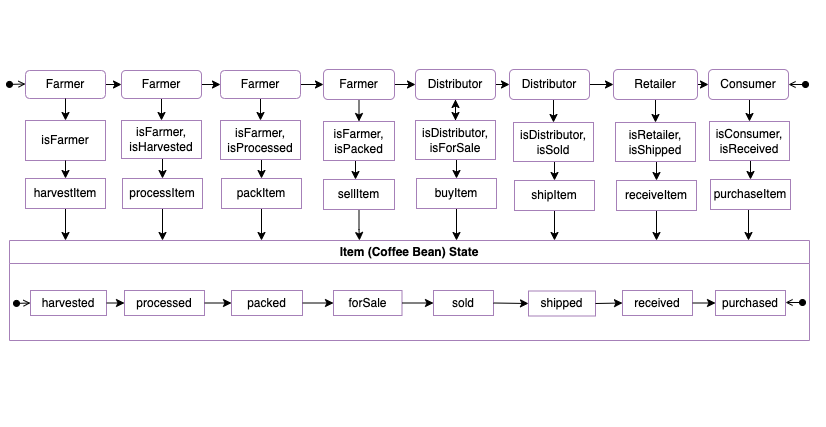 Farmer
Farmer
Farmer
Farmer
Distributor
Distributor
Retailer
Consumer
isFarmer
isFarmer,
isHarvested
isFarmer,
isProcessed
isFarmer,
isPacked
isDistributor,
isForSale
isDistributor,
isSold
isRetailer,
isShipped
isConsumer,
isReceived
harvestItem
processItem
packItem
sellItem
buyItem
shipItem
receiveItem
purchaseItem
Item (Coffee Bean) State
harvested
processed
packed
forSale
sold
shipped
received
purchased